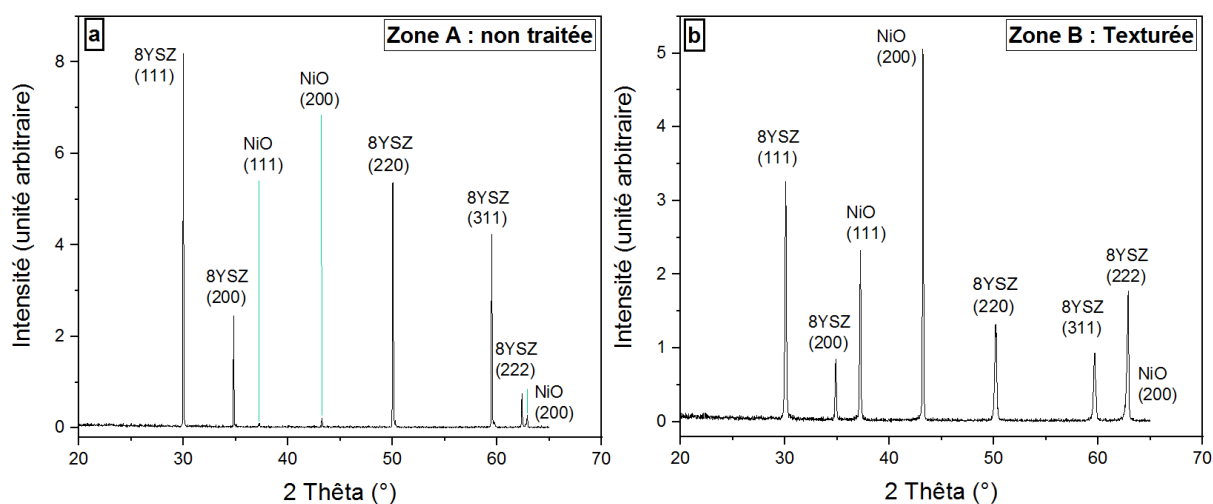 a
Zone A : non traitée
Intensité (unité arbitraire)
8
6
4
2
0
8YSZ
(111)
8YSZ
(200)
NiO
(111)
NiO
(200)
8YSZ
(220)
8YSZ
(311)
8YSZ
(222)
NiO
(200)
20 30 40 50 60 70
2 Thêta (°)
b
Zone B : Texturée
Intensité (unité arbitraire)
5
4
3
2
1
0
8YSZ
(111)
8YSZ
(200)
NiO
(111)
NiO
(200)
8YSZ
(220)
8YSZ
(311)
8YSZ
(222)
NiO
(200)
20 30 40 50 60 70
2 Thêta (°)